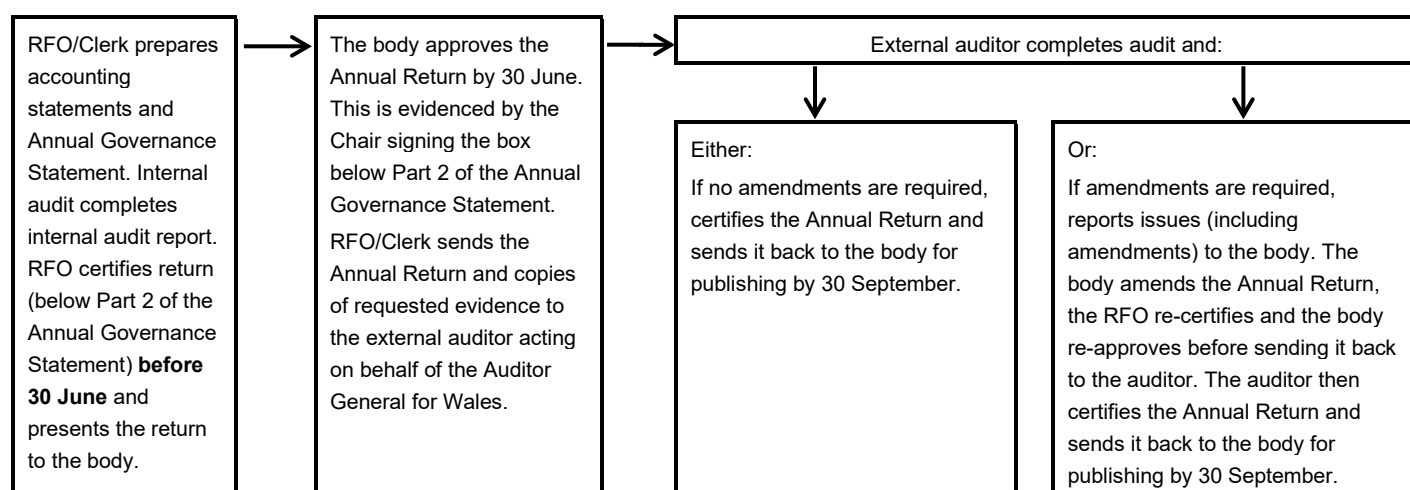 RFO/Clerk prepares
accounting
statements and
Annual Governance
Statement. Internal
audit completes
internal audit report.
RFO certifies return
(below Part 2 of the
Annual Governance
Statement) before
30 June and
presents the return
to the body.
The body approves the
Annual Return by 30 June.
This is evidenced by the
Chair signing the box
below Part 2 of the Annual
Governance Statement.
RFO/Clerk sends the
Annual Return and copies
of requested evidence to
the external auditor acting
on behalf of the Auditor
General for Wales.
External auditor completes audit and:
Either:
If no amendments are required,
certifies the Annual Return and
sends it back to the body for
publishing by 30 September.
Or:
If amendments are required,
reports issues (including
amendments) to the body. The
body amends the Annual Return,
the RFO re-certifies and the body
re-approves before sending it back
to the auditor. The auditor then
certifies the Annual Return and
sends it back to the body for
publishing by 30 September.